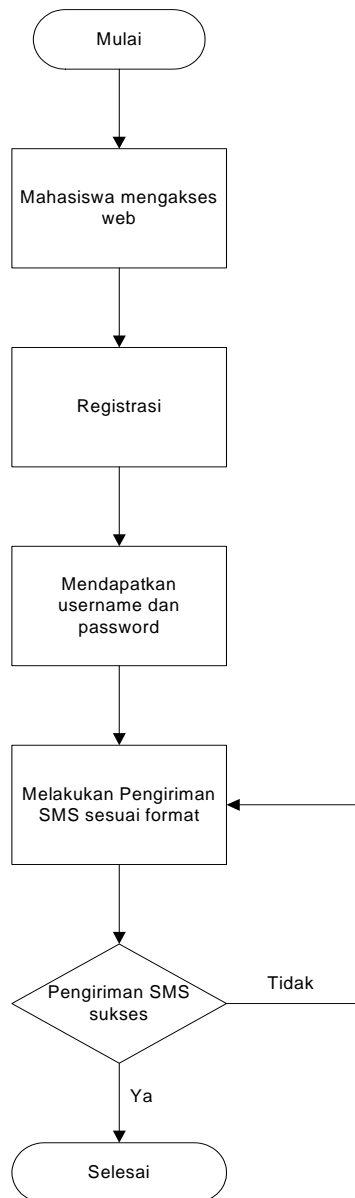 Mulai
Mahasiswa mengakses
web
Registrasi
Mendapatkan
username dan
password
Melakukan Pengiriman
SMS sesuai format
Pengiriman SMS
sukses
Tidak
Ya
Selesai